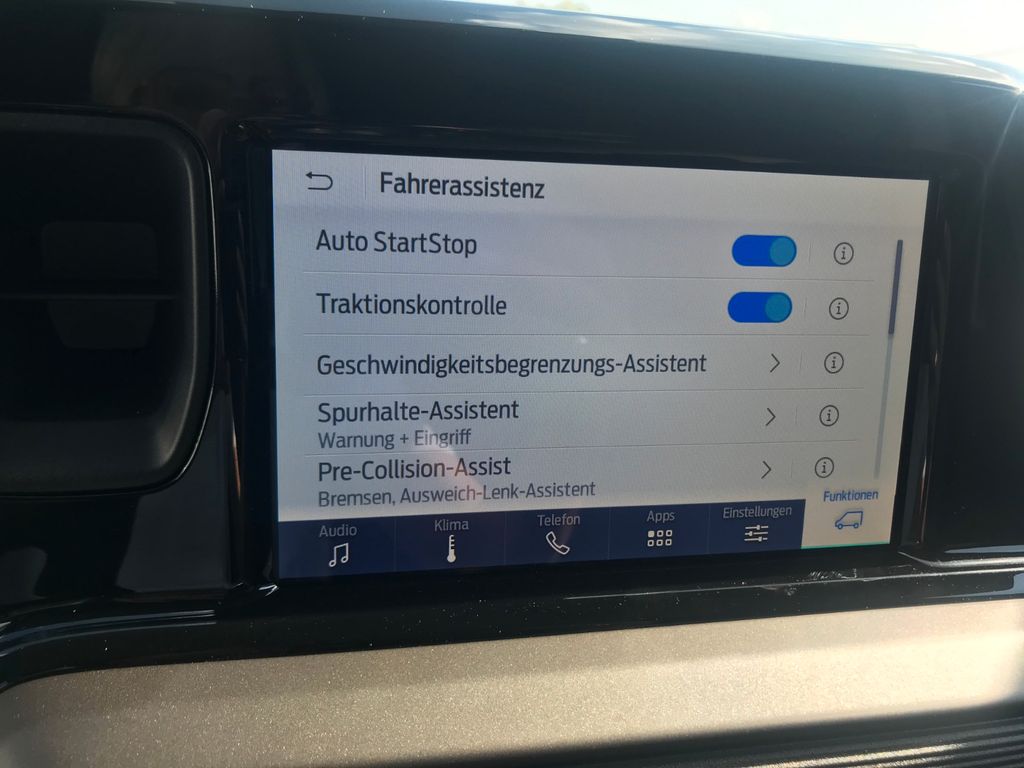 Fahrerassistenz
Auto StartStop
Traktionskontrolle
Geschwindigkeitsbegrenzungs-Assistent
Spurhalte-Assistent
Warnung + Eingriff
Pre-Collision-Assist
Bremsen, Ausweich-Lenk-Assistent
Audio
Klima
Telefon
Apps
Einstellungen
Funktionen